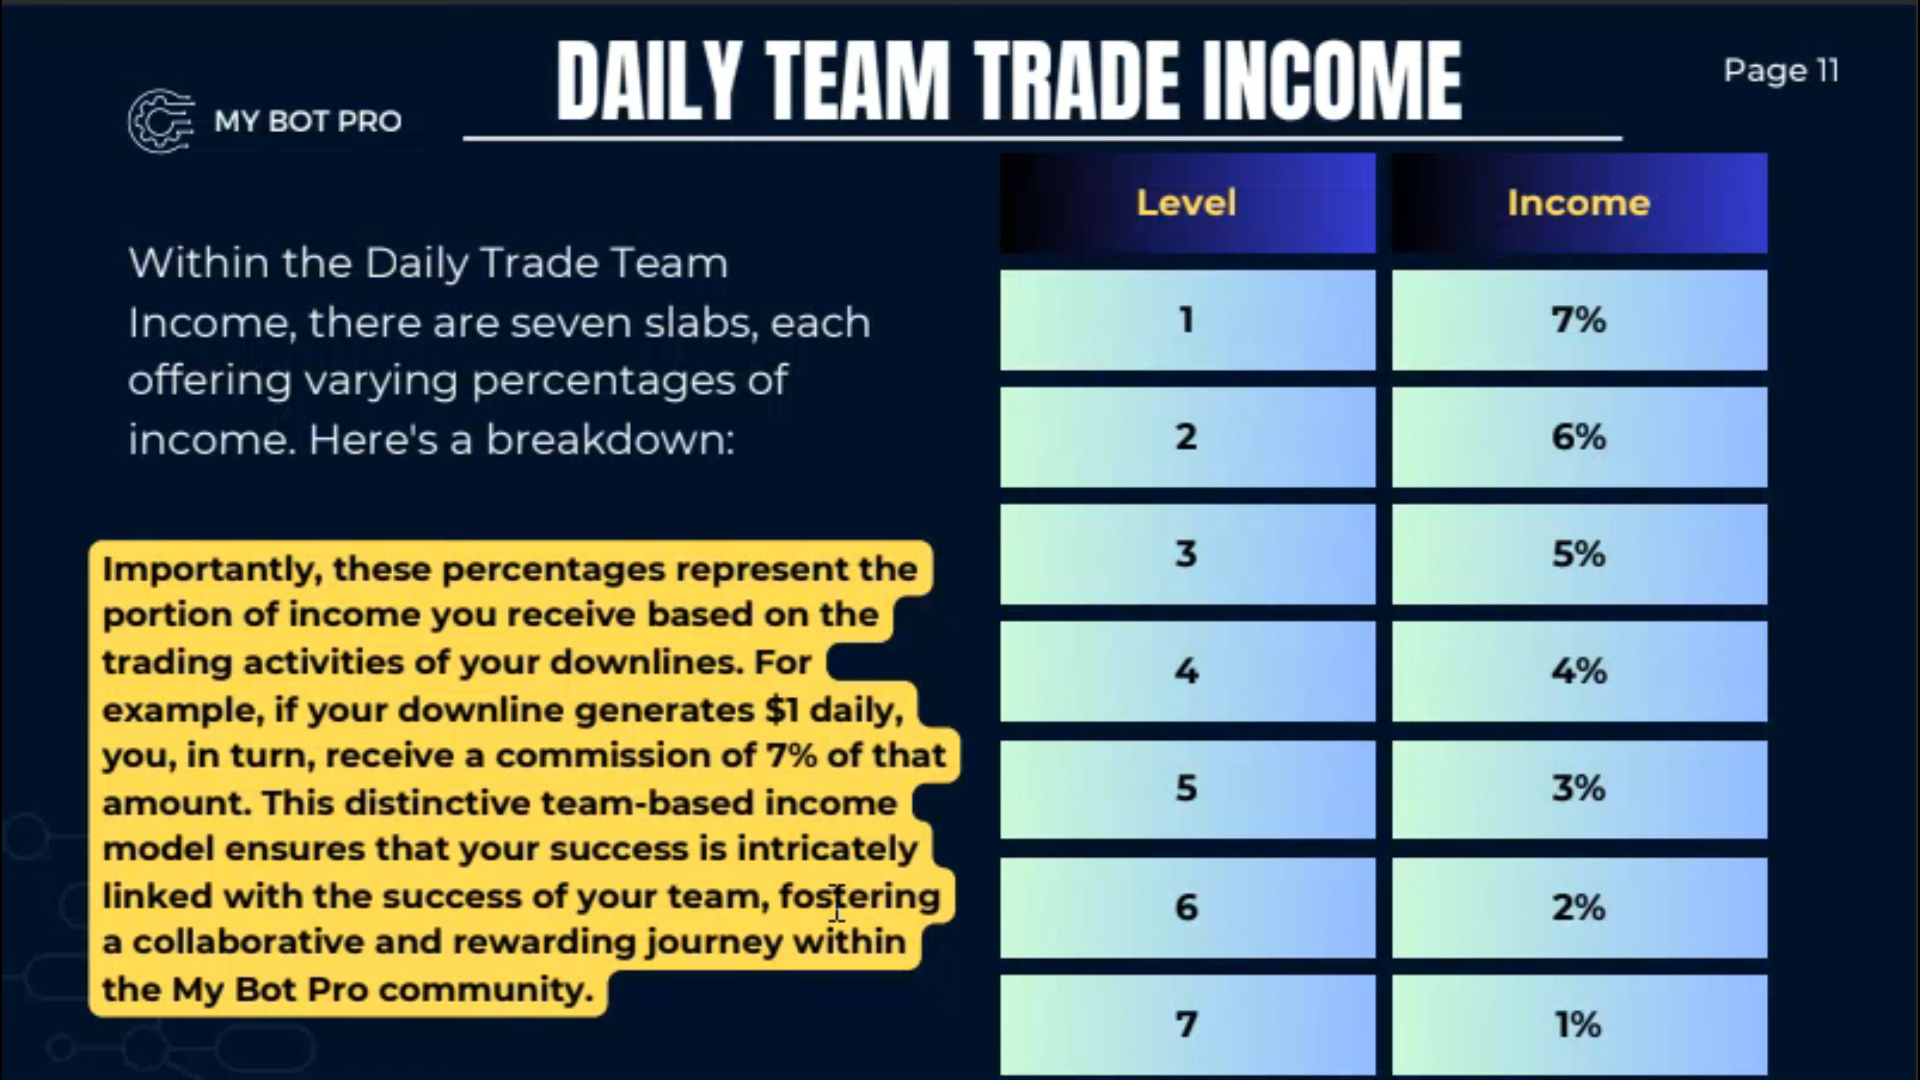 DAILY TEAM TRADE INCOME
Page 11
MY BOT PRO
Within the Daily Trade Team
Income, there are seven slabs, each
offering varying percentages of
income. Here's a breakdown:
Importantly, these percentages represent the
portion of income you receive based on the
trading activities of your downlines. For
example, if your downline generates $1 daily,
you, in turn, receive a commission of 7% of that
amount. This distinctive team-based income
model ensures that your success is intricately
linked with the success of your team, fostering
a collaborative and rewarding journey within
the My Bot Pro community.
Level Income
1 7%
2 6%
3 5%
4 4%
5 3%
6 2%
7 1%